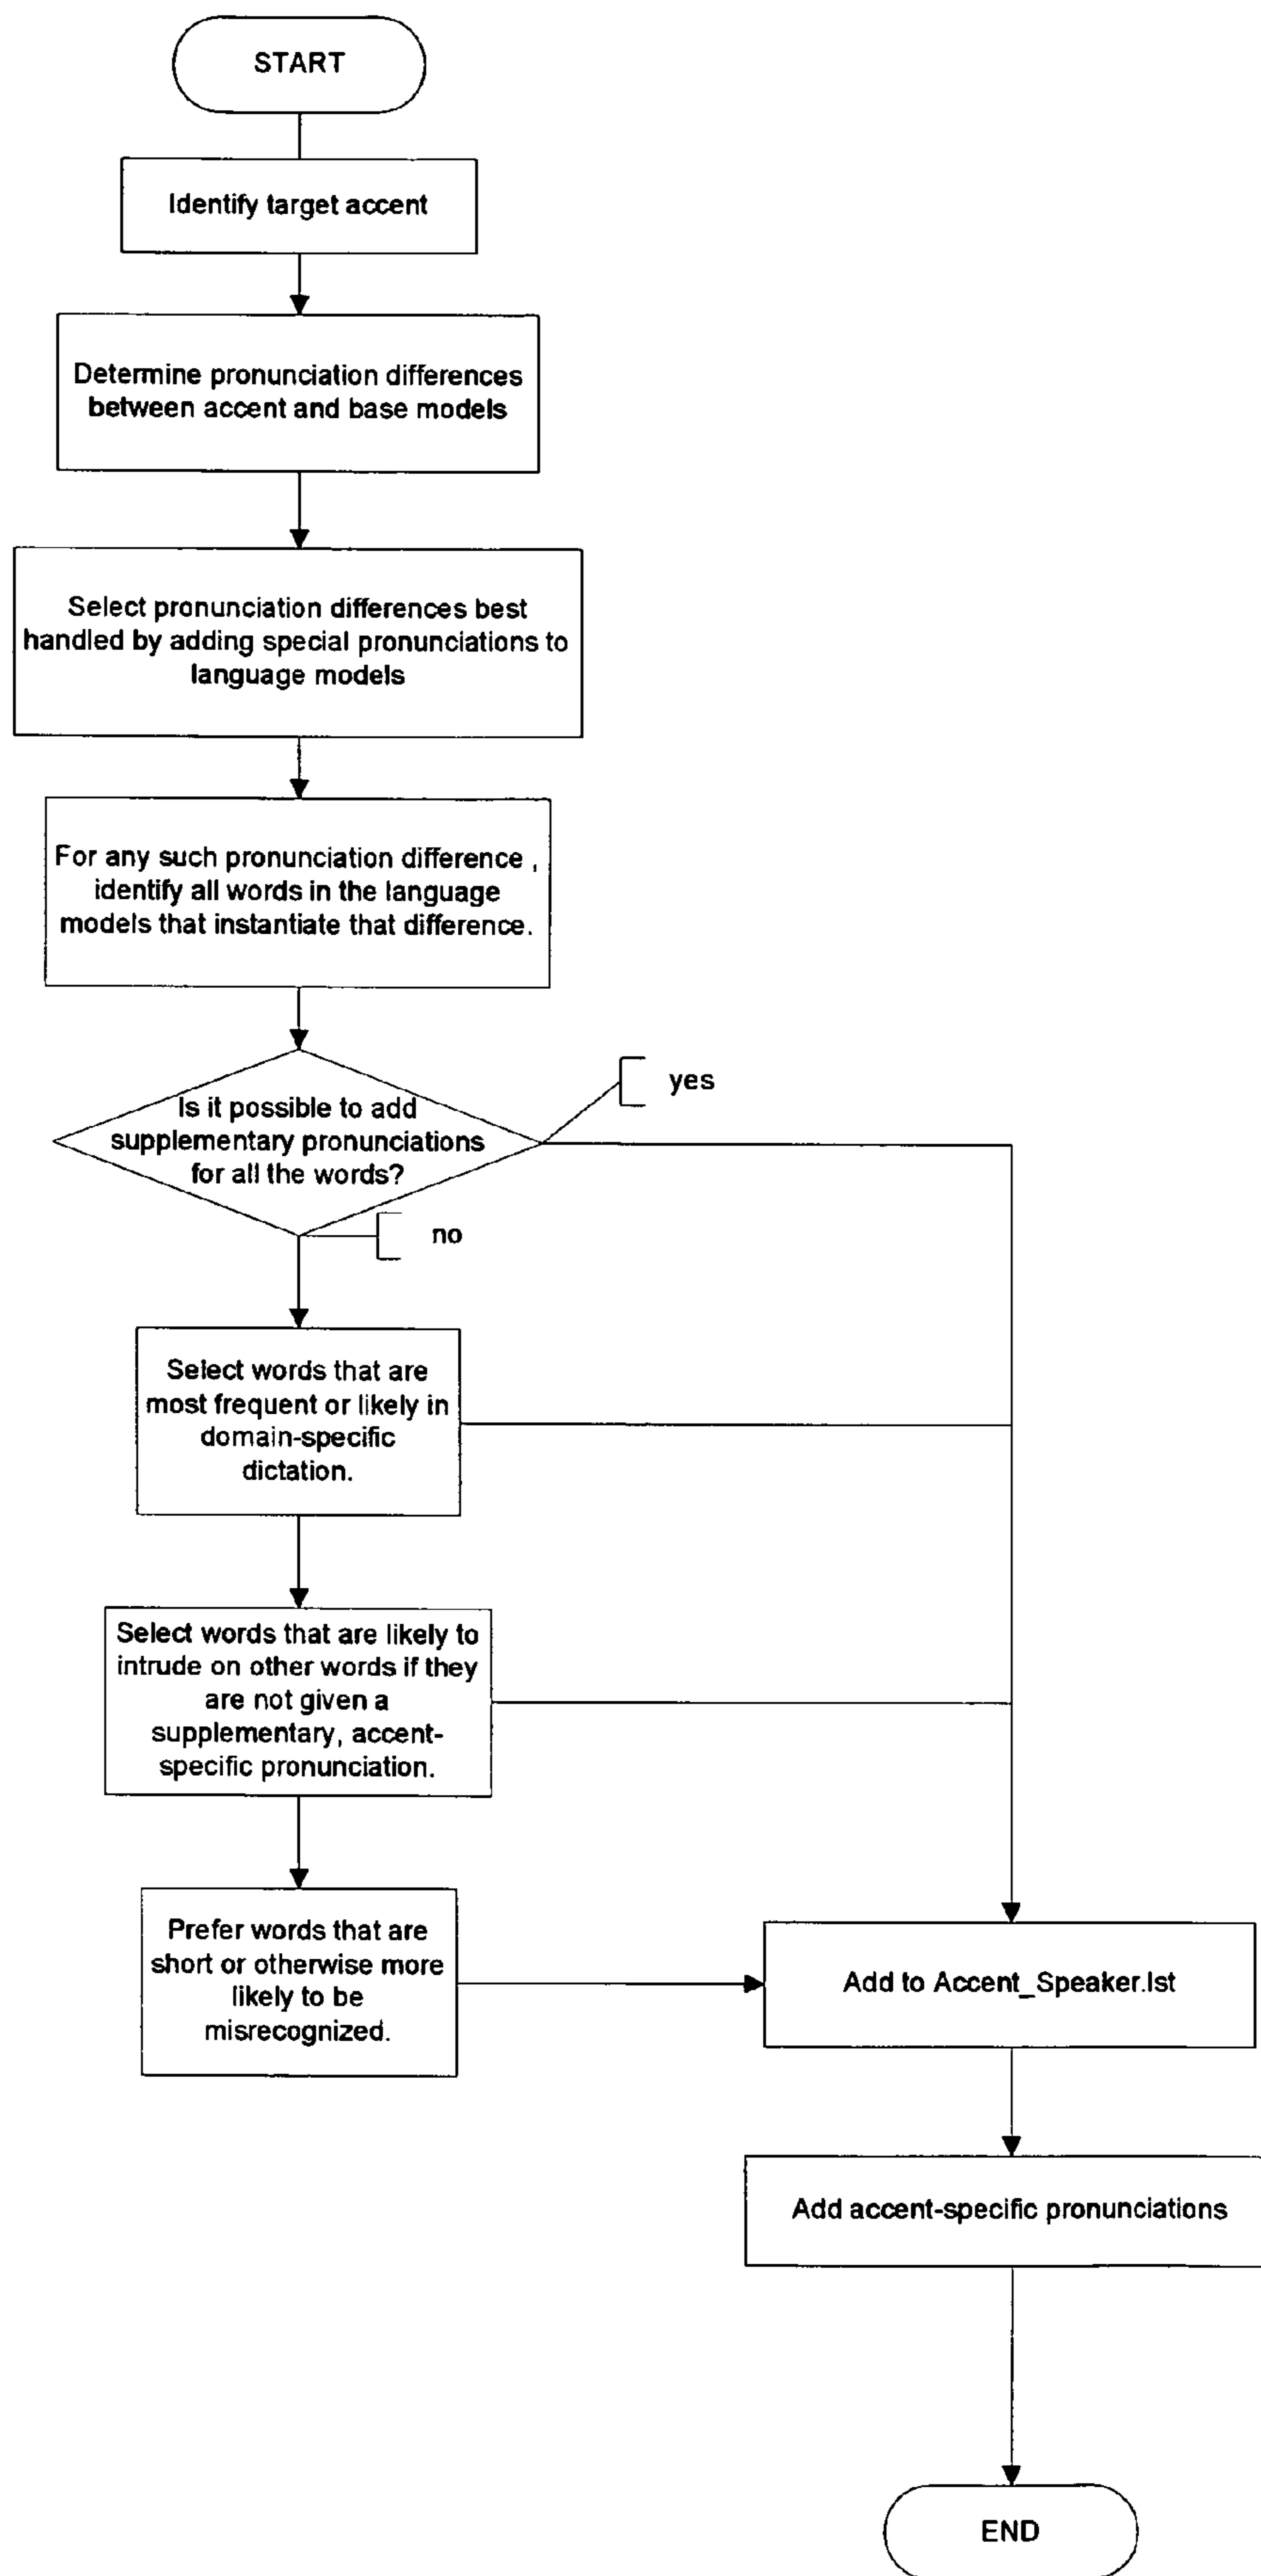 START
Identify target accent
Determine pronunciation differences
between accent and base models
Select pronunciation differences best
handled by adding special pronunciations to
language models
For any such pronunciation difference ,
identify all words in the language
models that instantiate that difference.
Is it possible to add
supplementary pronunciations
for all the words?
yes
no
Select words that are
most frequent or likely in
domain-specific
dictation.
Select words that are likely to
intrude on other words if they
are not given a
supplementary, accent-
specific pronunciation.
Prefer words that are
short or otherwise more
likely to be
misrecognized.
Add to Accent_Speaker.lst
Add accent-specific pronunciations
END